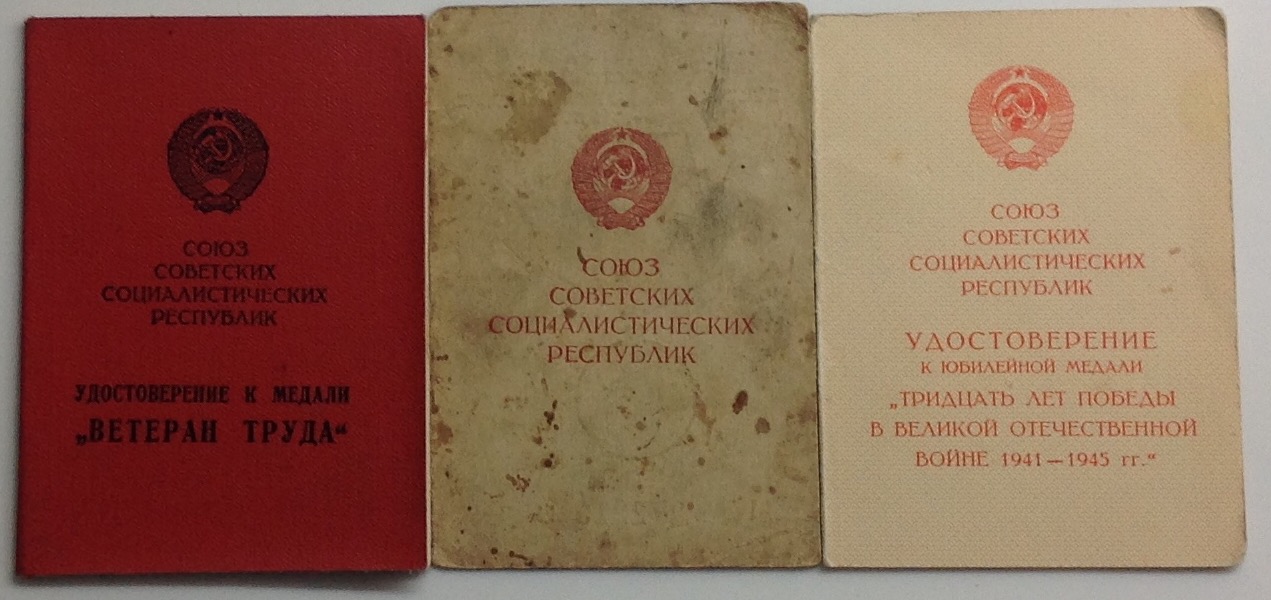 СОЮЗ
СОВЕТСКИХ
СОЦИАЛИСТИЧЕСКИХ
РЕСПУБЛИК
УДОСТОВЕРЕНИЕ К МЕДАЛИ
„ВЕТЕРАН ТРУДА“
СОЮЗ
СОВЕТСКИХ
СОЦИАЛИСТИЧЕСКИХ
РЕСПУБЛИК
СОЮЗ
СОВЕТСКИХ
СОЦИАЛИСТИЧЕСКИХ
РЕСПУБЛИК
УДОСТОВЕРЕНИЕ
К ЮБИЛЕЙНОЙ МЕДАЛИ
„ТРИДЦАТЬ ЛЕТ ПОБЕДЫ
В ВЕЛИКОЙ ОТЕЧЕСТВЕННОЙ
ВОЙНЕ 1941—1945 гг.“